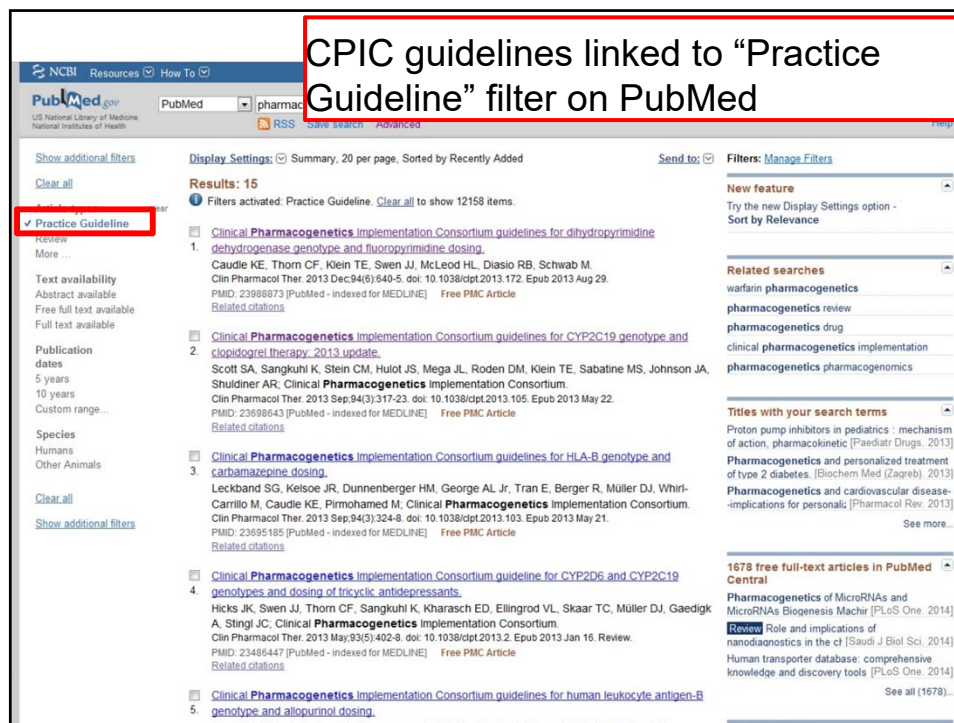 CPIC guidelines linked to “Practice
Guideline” filter on PubMed
NCBI Resources How To
PubMed.gov
US National Library of Medicine
National Institutes of Health
PubMed pharmac
RSS Save search Advanced
Help
Show additional filters
Clear all
clear
✔ Practice Guideline
Review
More ...
Text availability
Abstract available
Free full text available
Full text available
Publication
dates
5 years
10 years
Custom range...
Species
Humans
Other Animals
Clear all
Show additional filters
Display Settings: Summary, 20 per page, Sorted by Recently Added Send to:
Results: 15
Filters activated: Practice Guideline. Clear all to show 12158 items.
Clinical Pharmacogenetics Implementation Consortium guidelines for dihydropyrimidine
1. dehydrogenase genotype and fluoropyrimidine dosing.
Caudle KE, Thorn CF, Klein TE, Swen JJ, McLeod HL, Diasio RB, Schwab M.
Clin Pharmacol Ther. 2013 Dec;94(6):640-5. doi: 10.1038/clpt.2013.172. Epub 2013 Aug 29.
PMID: 23988873 [PubMed - indexed for MEDLINE] Free PMC Article
Related citations
Clinical Pharmacogenetics Implementation Consortium guidelines for CYP2C19 genotype and
2. clopidogrel therapy: 2013 update.
Scott SA, Sangkuhl K, Stein CM, Hulot JS, Mega JL, Roden DM, Klein TE, Sabatine MS, Johnson JA,
Shuldiner AR; Clinical Pharmacogenetics Implementation Consortium.
Clin Pharmacol Ther. 2013 Sep;94(3):317-23. doi: 10.1038/clpt.2013.105. Epub 2013 May 22.
PMID: 23698643 [PubMed - indexed for MEDLINE] Free PMC Article
Related citations
Clinical Pharmacogenetics Implementation Consortium guidelines for HLA-B genotype and
3. carbamazepine dosing.
Leckband SG, Kelsoe JR, Dunnenberger HM, George AL Jr, Tran E, Berger R, Müller DJ, Whirl-
Carrillo M, Caudle KE, Pirmohamed M; Clinical Pharmacogenetics Implementation Consortium.
Clin Pharmacol Ther. 2013 Sep;94(3):324-8. doi: 10.1038/clpt.2013.103. Epub 2013 May 21.
PMID: 23695185 [PubMed - indexed for MEDLINE] Free PMC Article
Related citations
Clinical Pharmacogenetics Implementation Consortium guideline for CYP2D6 and CYP2C19
4. genotypes and dosing of tricyclic antidepressants.
Hicks JK, Swen JJ, Thorn CF, Sangkuhl K, Kharasch ED, Ellingrod VL, Skaar TC, Müller DJ, Gaedigk
A, Stingl JC; Clinical Pharmacogenetics Implementation Consortium.
Clin Pharmacol Ther. 2013 May;93(5):402-8. doi: 10.1038/clpt.2013.2. Epub 2013 Jan 16. Review.
PMID: 23486447 [PubMed - indexed for MEDLINE] Free PMC Article
Related citations
Clinical Pharmacogenetics Implementation Consortium guidelines for human leukocyte antigen-B
5. genotype and allopurinol dosing.
Filters: Manage Filters
New feature
Try the new Display Settings option -
Sort by Relevance
Related searches
warfarin pharmacogenetics
pharmacogenetics review
pharmacogenetics drug
clinical pharmacogenetics implementation
pharmacogenetics pharmacogenomics
Titles with your search terms
Proton pump inhibitors in pediatrics : mechanism
of action, pharmacokinetic [Paediatr Drugs. 2013]
Pharmacogenetics and personalized treatment
of type 2 diabetes. [Biochem Med (Zagreb). 2013]
Pharmacogenetics and cardiovascular disease-
-implications for personaliz [Pharmacol Rev. 2013]
See more...
1678 free full-text articles in PubMed
Central
Pharmacogenetics of MicroRNAs and
MicroRNAs Biogenesis Machin [PLoS One. 2014]
Review Role and implications of
nanodiagnostics in the ch [Saudi J Biol Sci. 2014]
Human transporter database: comprehensive
knowledge and discovery tools [PLoS One. 2014]
See all (1678)...